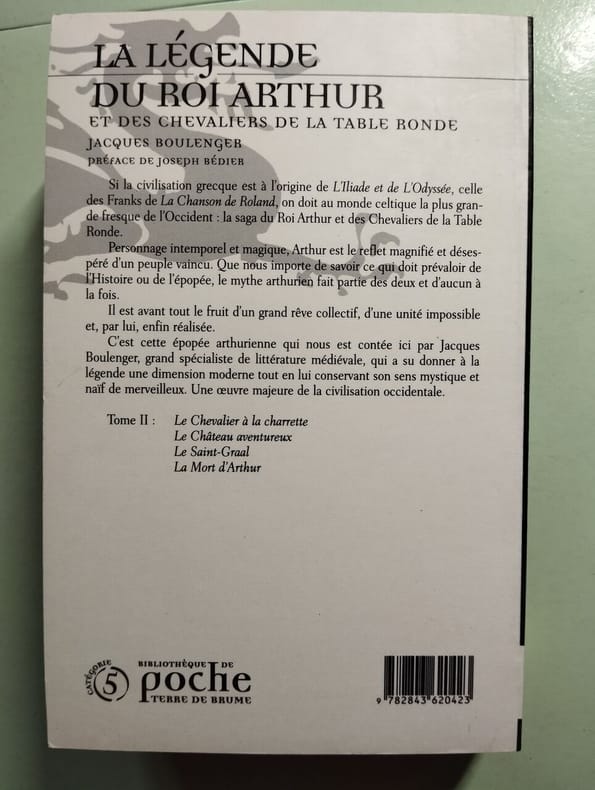 LA LÉGENDE
DU ROI ARTHUR
ET DES CHEVALIERS DE LA TABLE RONDE
JACQUES BOULENGER
PRÉFACE DE JOSEPH BÉDIER
Si la civilisation grecque est à l'origine de L'Iliade et de L'Odyssée, celle
des Franks de La Chanson de Roland, on doit au monde celtique la plus gran-
de fresque de l'Occident : la saga du Roi Arthur et des Chevaliers de la Table
Ronde.
Personnage intemporel et magique, Arthur est le reflet magnifié et déses-
péré d'un peuple vaincu. Que nous importe de savoir ce qui doit prévaloir de
l'Histoire ou de l'épopée, le mythe arthurien fait partie des deux et d'aucun à
la fois.
Il est avant tout le fruit d'un grand rêve collectif, d'une unité impossible
et, par lui, enfin réalisée.
C'est cette épopée arthurienne qui nous est contée ici par Jacques
Boulenger, grand spécialiste de littérature médiévale, qui a su donner à la
légende une dimension moderne tout en lui conservant son sens mystique et
naïf de merveilleux. Une œuvre majeure de la civilisation occidentale.
Tome II : Le Chevalier à la charrette
Le Château aventureux
Le Saint-Graal
La Mort d'Arthur
CATÉGORIE
5
BIBLIOTHÈQUE DE
poche
TERRE DE BRUME
9 782843 620423